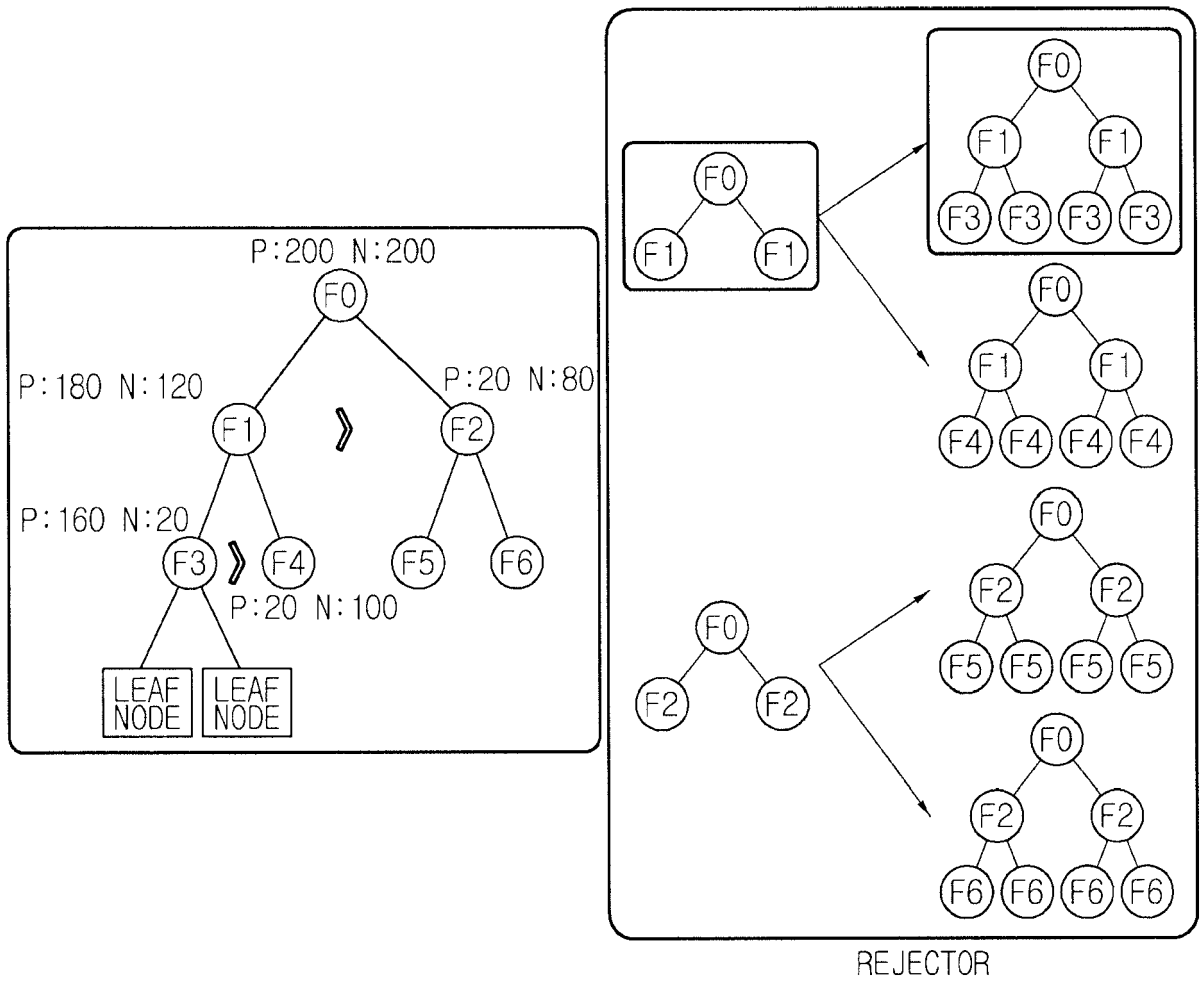 P:200 N:200
F0
P:180 N:120
P:20 N:80
F1
F2
P:160 N:20
F3
F4
F5
F6
P:20 N:100
LEAF NODE
LEAF NODE
F0
F1 F1
F0
F1 F1
F3 F3 F3 F3
F0
F1 F1
F4 F4 F4 F4
F0
F2 F2
F0
F2 F2
F5 F5 F5 F5
F0
F2 F2
F6 F6 F6 F6
REJECTOR